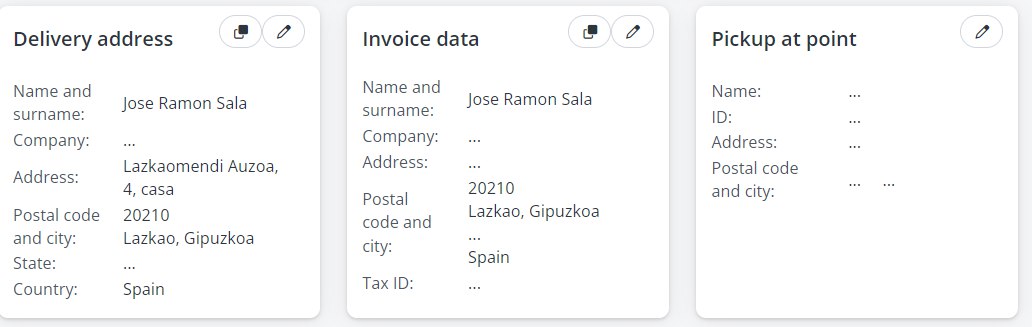 Delivery address
Name and
surname:
Jose Ramon Sala
Company:
...
Address:
Lazkaomendi Auzoa,
4, casa
Postal code
and city:
20210
Lazkao, Gipuzkoa
State:
...
Country:
Spain
Invoice data
Name and
surname:
Jose Ramon Sala
Company:
...
Address:
...
Postal
code and
city:
20210
Lazkao, Gipuzkoa
...
Spain
Tax ID:
...
Pickup at point
Name:
...
ID:
...
Address:
...
Postal code
and city:
... ...